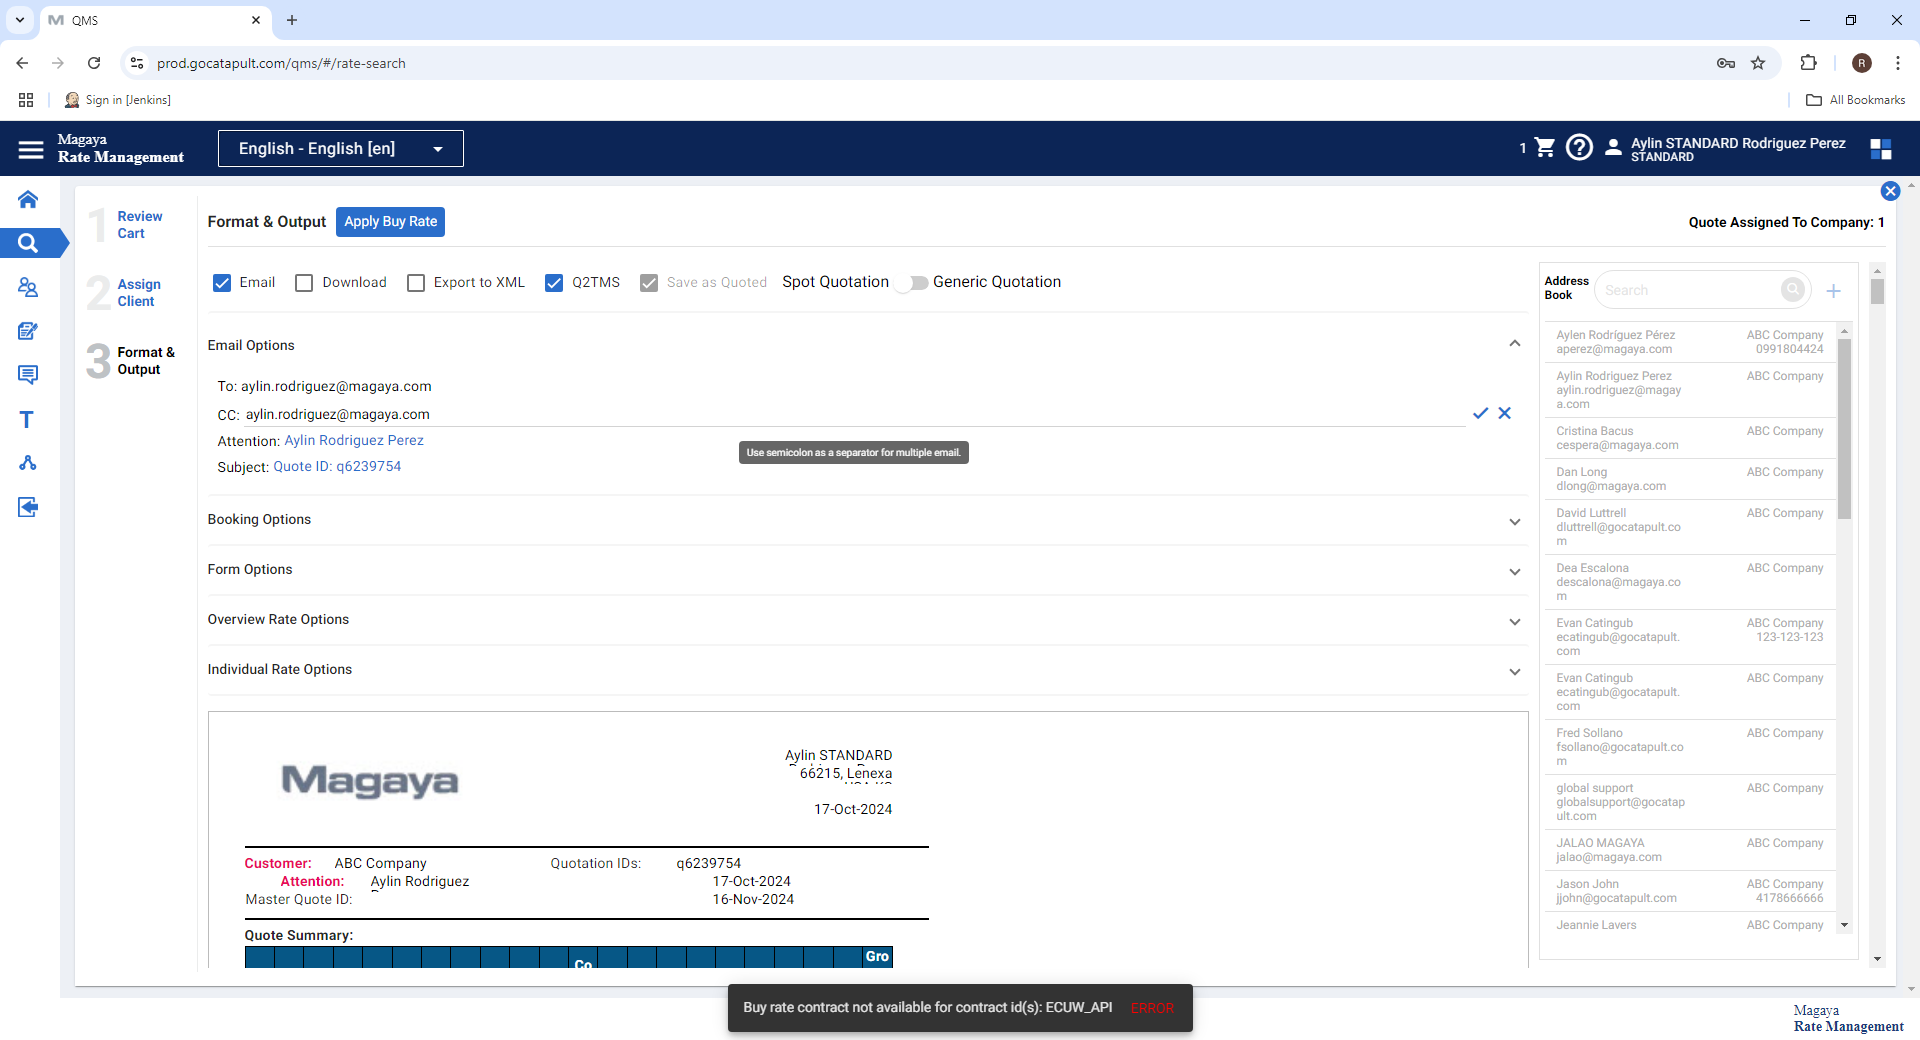 QMS
prod.gocatapult.com/qms/#/rate-search
R
Sign in [Jenkins]
All Bookmarks
Magaya
Rate Management
English - English [en]
1
Aylin STANDARD Rodriguez Perez
STANDARD
1 Review
Cart
2 Assign
Client
3 Format &
Output
Format & Output
Apply Buy Rate
Quote Assigned To Company: 1
Email
Download
Export to XML
Q2TMS
Save as Quoted
Spot Quotation
Generic Quotation
Email Options
To: aylin.rodriguez@magaya.com
CC: aylin.rodriguez@magaya.com
Attention: Aylin Rodriguez Perez
Subject: Quote ID: q6239754
Use semicolon as a separator for multiple email.
Booking Options
Form Options
Overview Rate Options
Individual Rate Options
Magaya
Aylin STANDARD
66215, Lenexa
17-Oct-2024
Customer: ABC Company
Quotation IDs: q6239754
Attention: Aylin Rodriguez
17-Oct-2024
Master Quote ID:
16-Nov-2024
Quote Summary:
Co
Gro
Address
Book
Search
Aylen Rodríguez Pérez ABC Company
aperez@magaya.com 0991804424
Aylin Rodriguez Perez ABC Company
aylin.rodriguez@magay
a.com
Cristina Bacus ABC Company
cespera@magaya.com
Dan Long ABC Company
dlong@magaya.com
David Luttrell ABC Company
dluttrell@gocatapult.co
m
Dea Escalona ABC Company
descalona@magaya.co
m
Evan Catingub ABC Company
ecatingub@gocatapult. 123-123-123
com
Evan Catingub ABC Company
ecatingub@gocatapult.
com
Fred Sollano ABC Company
fsollano@gocatapult.co
m
global support ABC Company
globalsupport@gocatap
ult.com
JALAO MAGAYA ABC Company
jalao@magaya.com
Jason John ABC Company
jjohn@gocatapult.com 4178666666
Jeannie Lavers ABC Company
Buy rate contract not available for contract id(s): ECUW_API ERROR
Magaya
Rate Management